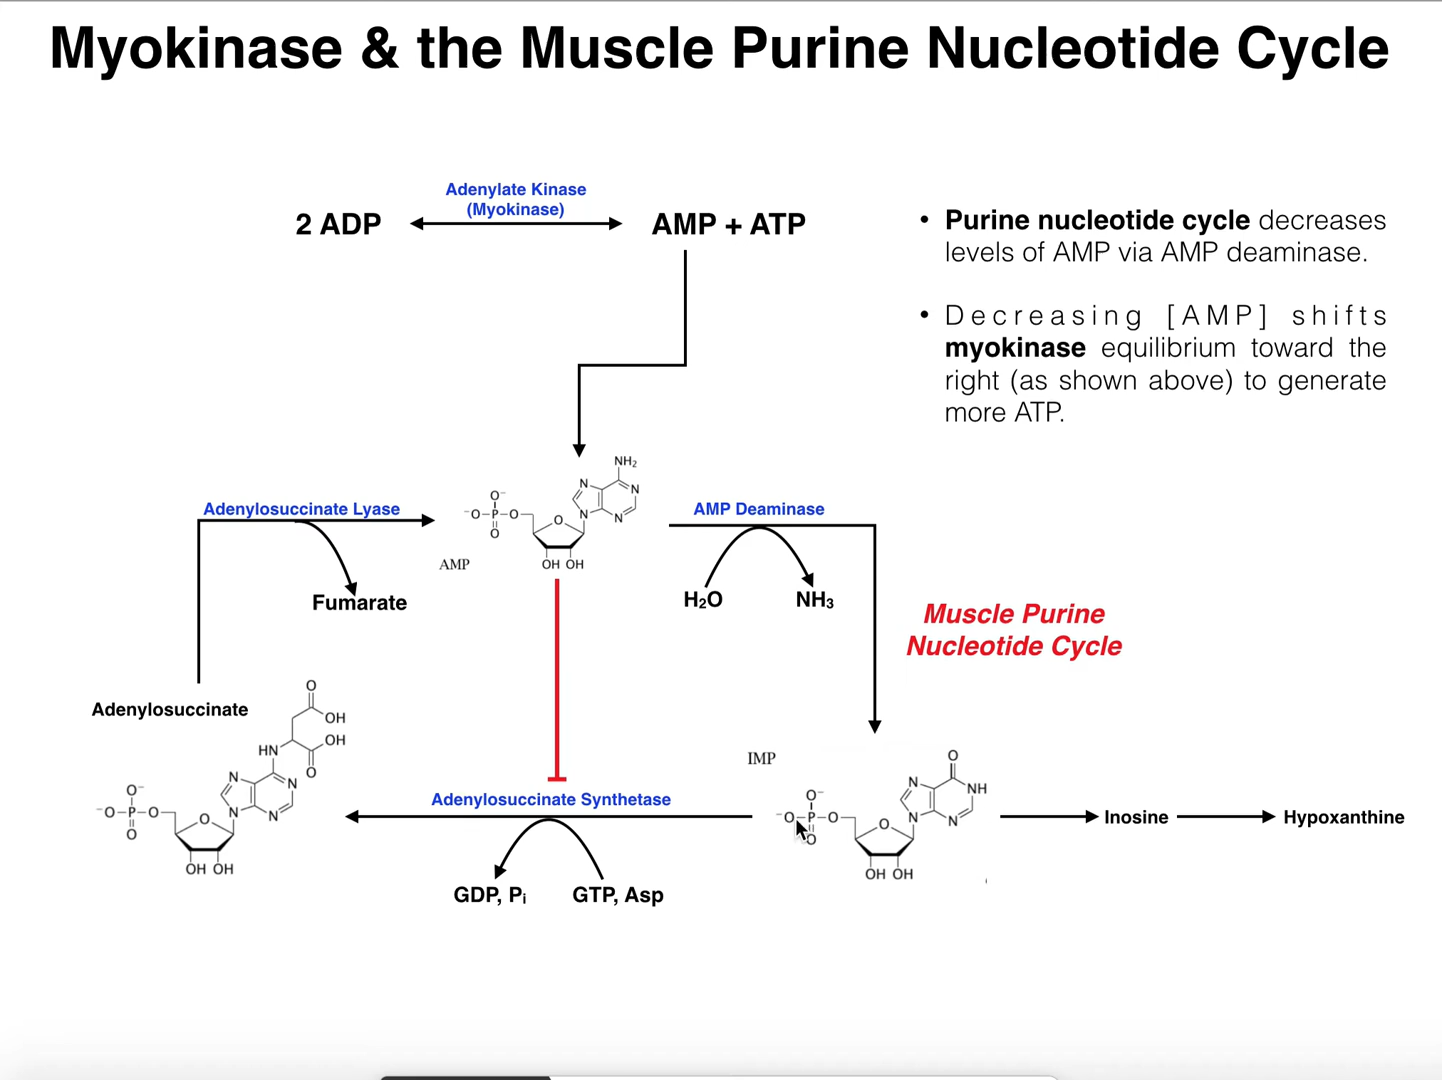 Myokinase & the Muscle Purine Nucleotide Cycle
Adenylate Kinase
(Myokinase)
2 ADP
AMP + ATP
• Purine nucleotide cycle decreases
levels of AMP via AMP deaminase.
• Decreasing [AMP] shifts
myokinase equilibrium toward the
right (as shown above) to generate
more ATP.
NH₂
N
N
N
N
O⁻
⁻O–P–O
O
O
OH OH
AMP
Adenylosuccinate Lyase
Fumarate
AMP Deaminase
H₂O
NH₃
Muscle Purine
Nucleotide Cycle
Adenylosuccinate
O
OH
OH
O
HN
N
N
N
N
O⁻
⁻O–P–O
O
O
OH OH
Adenylosuccinate Synthetase
GDP, Pᵢ
GTP, Asp
IMP
O
N
NH
N
N
O⁻
⁻O–P–O
O
O
OH OH
Inosine
Hypoxanthine